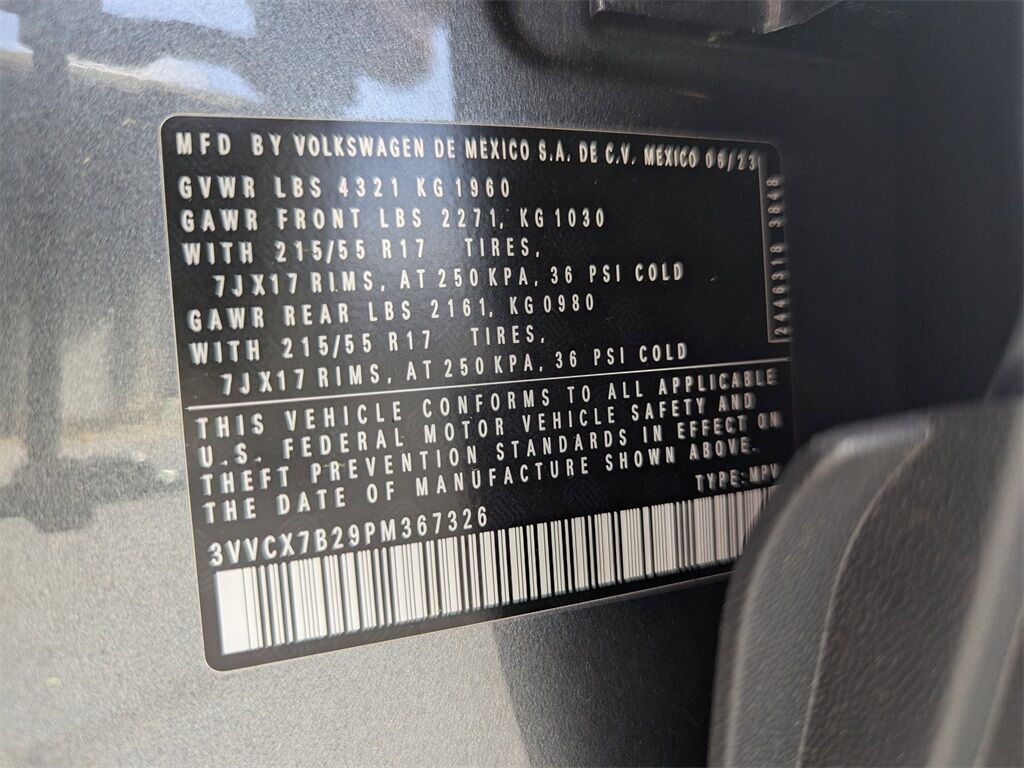 MFD BY VOLKSWAGEN DE MEXICO S.A. DE C.V. MEXICO 06/23
GVWR LBS 4321 KG 1960
GAWR FRONT LBS 2271, KG 1030
WITH 215/55 R17 TIRES,
7JX17 RIMS, AT 250 KPA, 36 PSI COLD
GAWR REAR LBS 2161, KG 0980
WITH 215/55 R17 TIRES,
7JX17 RIMS, AT 250 KPA, 36 PSI COLD
2446318 3848
THIS VEHICLE CONFORMS TO ALL APPLICABLE
U.S. FEDERAL MOTOR VEHICLE SAFETY AND
THEFT PREVENTION STANDARDS IN EFFECT ON
THE DATE OF MANUFACTURE SHOWN ABOVE.
TYPE: MPV
3VVCX7B29PM367326